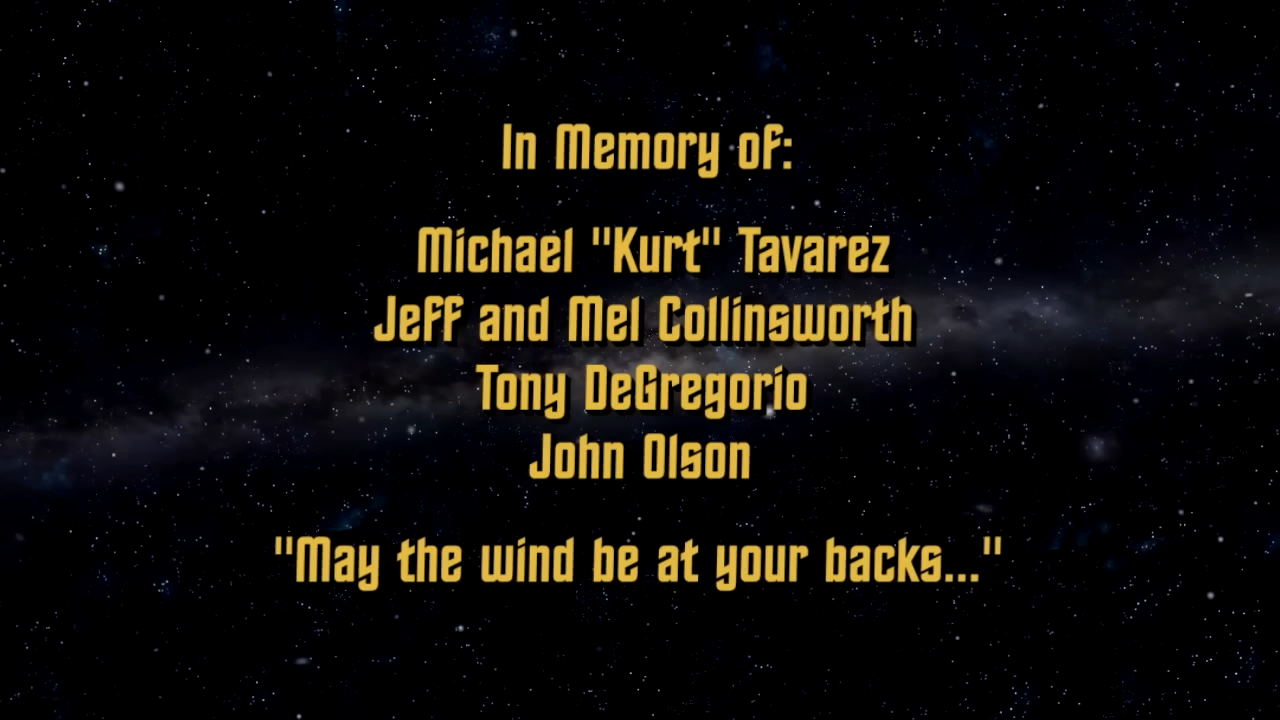 In Memory of:
Michael "Kurt" Tavarez
Jeff and Mel Collinsworth
Tony DeGregorio
John Olson
"May the wind be at your backs..."